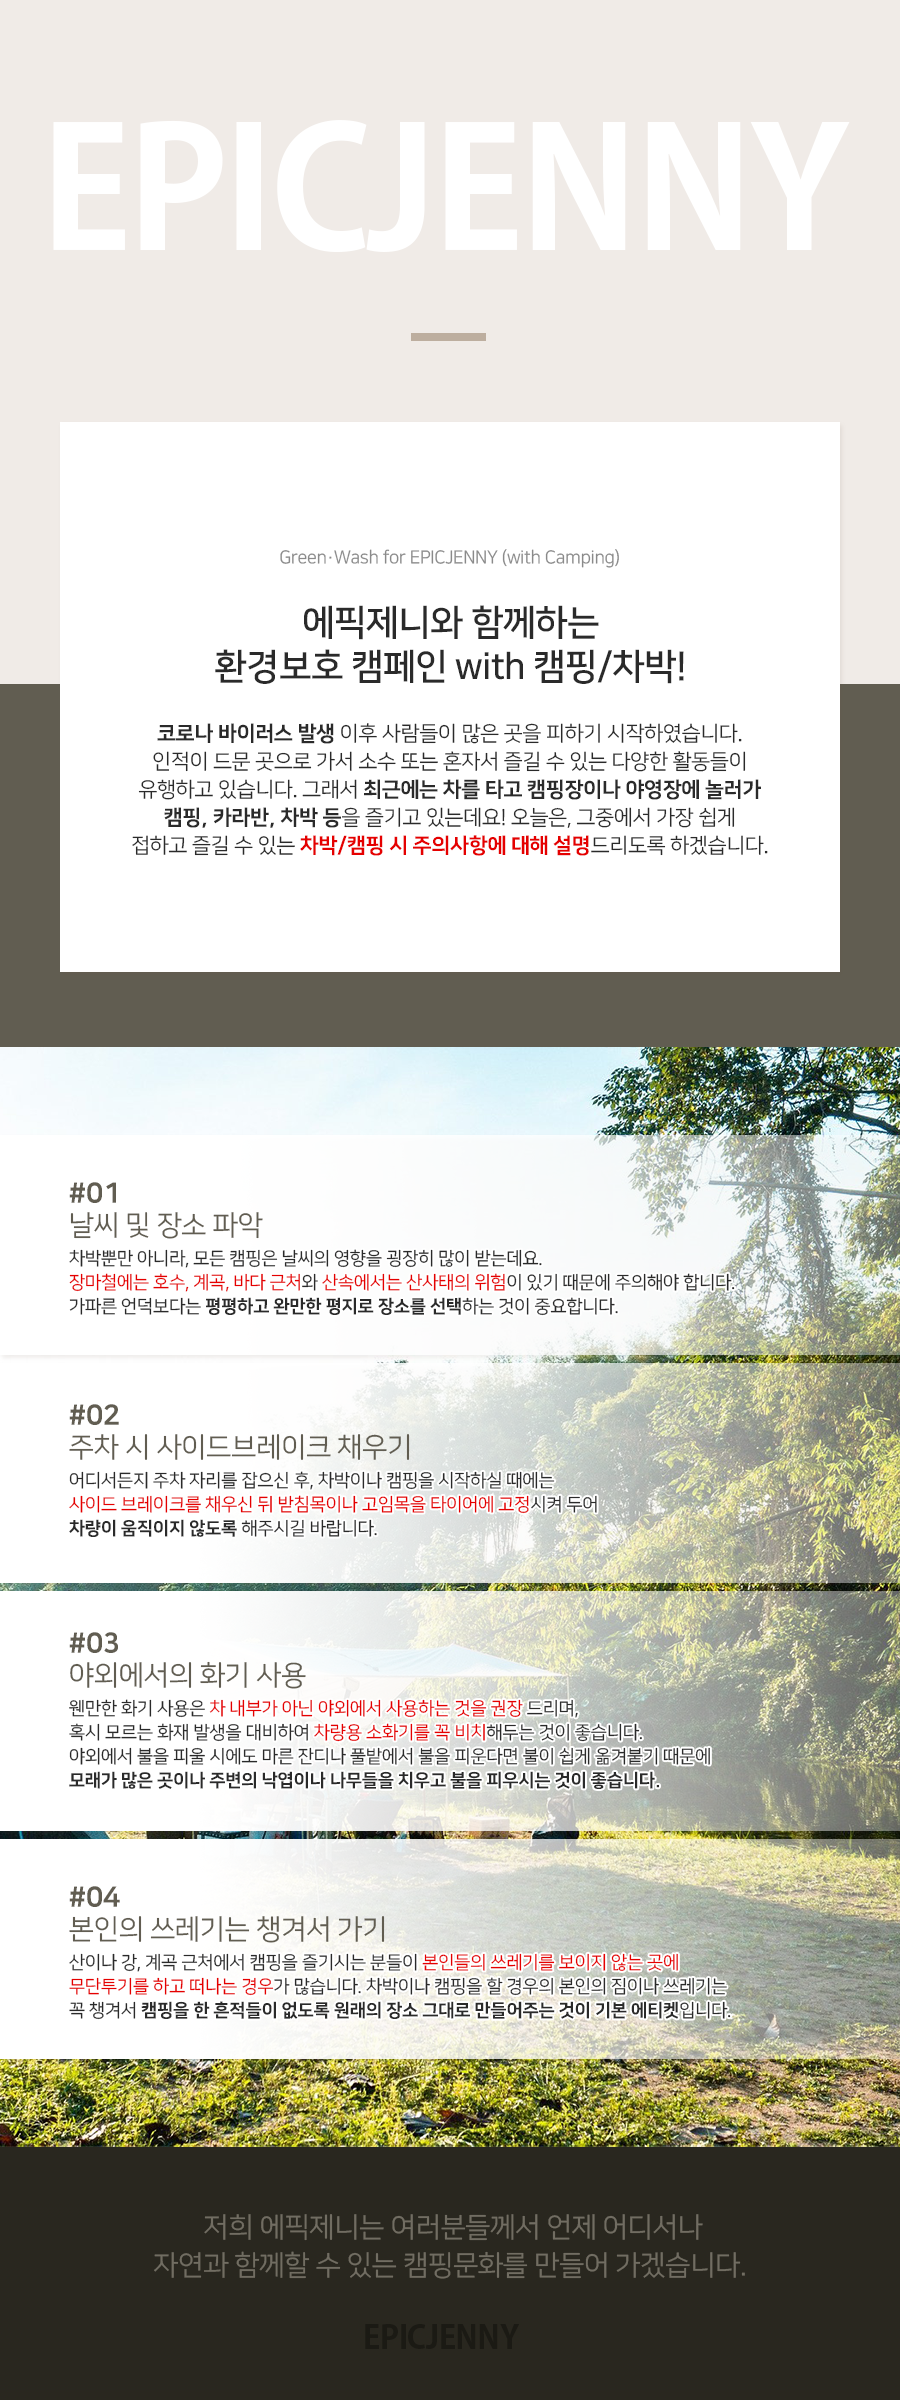 EPICJENNY
Green·Wash for EPICJENNY (with Camping)
에픽제니와 함께하는
환경보호 캠페인 with 캠핑/차박!
코로나 바이러스 발생 이후 사람들이 많은 곳을 피하기 시작하였습니다.
인적이 드문 곳으로 가서 소수 또는 혼자서 즐길 수 있는 다양한 활동들이
유행하고 있습니다. 그래서 최근에는 차를 타고 캠핑장이나 야영장에 놀러가
캠핑, 카라반, 차박 등을 즐기고 있는데요! 오늘은, 그중에서 가장 쉽게
접하고 즐길 수 있는 차박/캠핑 시 주의사항에 대해 설명드리도록 하겠습니다.
#01
날씨 및 장소 파악
차박뿐만 아니라, 모든 캠핑은 날씨의 영향을 굉장히 많이 받는데요.
장마철에는 호수, 계곡, 바다 근처와 산속에서는 산사태의 위험이 있기 때문에 주의해야 합니다.
가파른 언덕보다는 평평하고 완만한 평지로 장소를 선택하는 것이 중요합니다.
#02
주차 시 사이드브레이크 채우기
어디서든지 주차 자리를 잡으신 후, 차박이나 캠핑을 시작하실 때에는
사이드 브레이크를 채우신 뒤 받침목이나 고임목을 타이어에 고정시켜 두어
차량이 움직이지 않도록 해주시길 바랍니다.
#03
야외에서의 화기 사용
웬만한 화기 사용은 차 내부가 아닌 야외에서 사용하는 것을 권장 드리며,
혹시 모르는 화재 발생을 대비하여 차량용 소화기를 꼭 비치해두는 것이 좋습니다.
야외에서 불을 피울 시에도 마른 잔디나 풀밭에서 불을 피운다면 불이 쉽게 옮겨붙기 때문에
모래가 많은 곳이나 주변의 낙엽이나 나무들을 치우고 불을 피우시는 것이 좋습니다.
#04
본인의 쓰레기는 챙겨서 가기
산이나 강, 계곡 근처에서 캠핑을 즐기시는 분들이 본인들의 쓰레기를 보이지 않는 곳에
무단투기를 하고 떠나는 경우가 많습니다. 차박이나 캠핑을 할 경우의 본인의 짐이나 쓰레기는
꼭 챙겨서 캠핑을 한 흔적들이 없도록 원래의 장소 그대로 만들어주는 것이 기본 에티켓입니다.
저희 에픽제니는 여러분들께서 언제 어디서나
자연과 함께할 수 있는 캠핑문화를 만들어 가겠습니다.
EPICJENNY